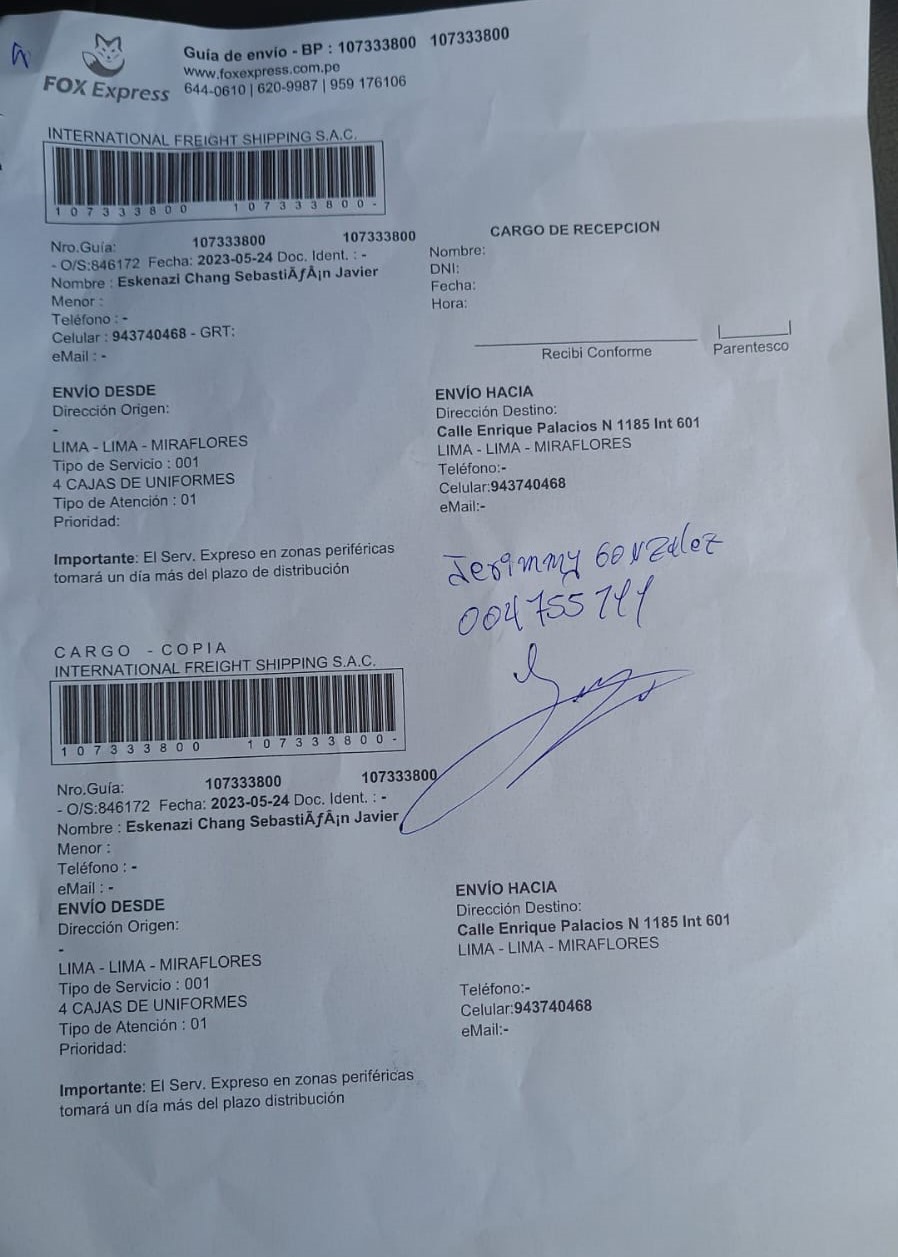 FOX Express
Guía de envio - BP : 107333800 107333800
www.foxexpress.com.pe
644-0610 | 620-9987 | 959 176106
INTERNATIONAL FREIGHT SHIPPING S.A.C.
107333800 107333800-
Nro.Guía: 107333800 107333800
- O/S:846172 Fecha: 2023-05-24 Doc. Ident. : -
Nombre : Eskenazi Chang SebastiÃƒÂ¡n Javier
Menor :
Teléfono : -
Celular : 943740468 - GRT:
eMail : -
CARGO DE RECEPCION
Nombre:
DNI:
Fecha:
Hora:
Recibi Conforme
Parentesco
ENVÍO DESDE
Dirección Origen:
-
LIMA - LIMA - MIRAFLORES
Tipo de Servicio : 001
4 CAJAS DE UNIFORMES
Tipo de Atención : 01
Prioridad:
ENVÍO HACIA
Dirección Destino:
Calle Enrique Palacios N 1185 Int 601
LIMA - LIMA - MIRAFLORES
Teléfono:-
Celular:943740468
eMail:-
Importante: El Serv. Expreso en zonas periféricas
tomará un día más del plazo de distribución
Jerimmy Gonzalez
CARGO - COPIA
INTERNATIONAL FREIGHT SHIPPING S.A.C.
107333800 107333800-
Nro.Guía: 107333800 107333800
- O/S:846172 Fecha: 2023-05-24 Doc. Ident. : -
Nombre : Eskenazi Chang SebastiÃƒÂ¡n Javier
Menor :
Teléfono : -
eMail : -
ENVÍO DESDE
Dirección Origen:
-
LIMA - LIMA - MIRAFLORES
Tipo de Servicio : 001
4 CAJAS DE UNIFORMES
Tipo de Atención : 01
Prioridad:
ENVÍO HACIA
Dirección Destino:
Calle Enrique Palacios N 1185 Int 601
LIMA - LIMA - MIRAFLORES
Teléfono:-
Celular:943740468
eMail:-
Importante: El Serv. Expreso en zonas periféricas
tomará un día más del plazo distribución